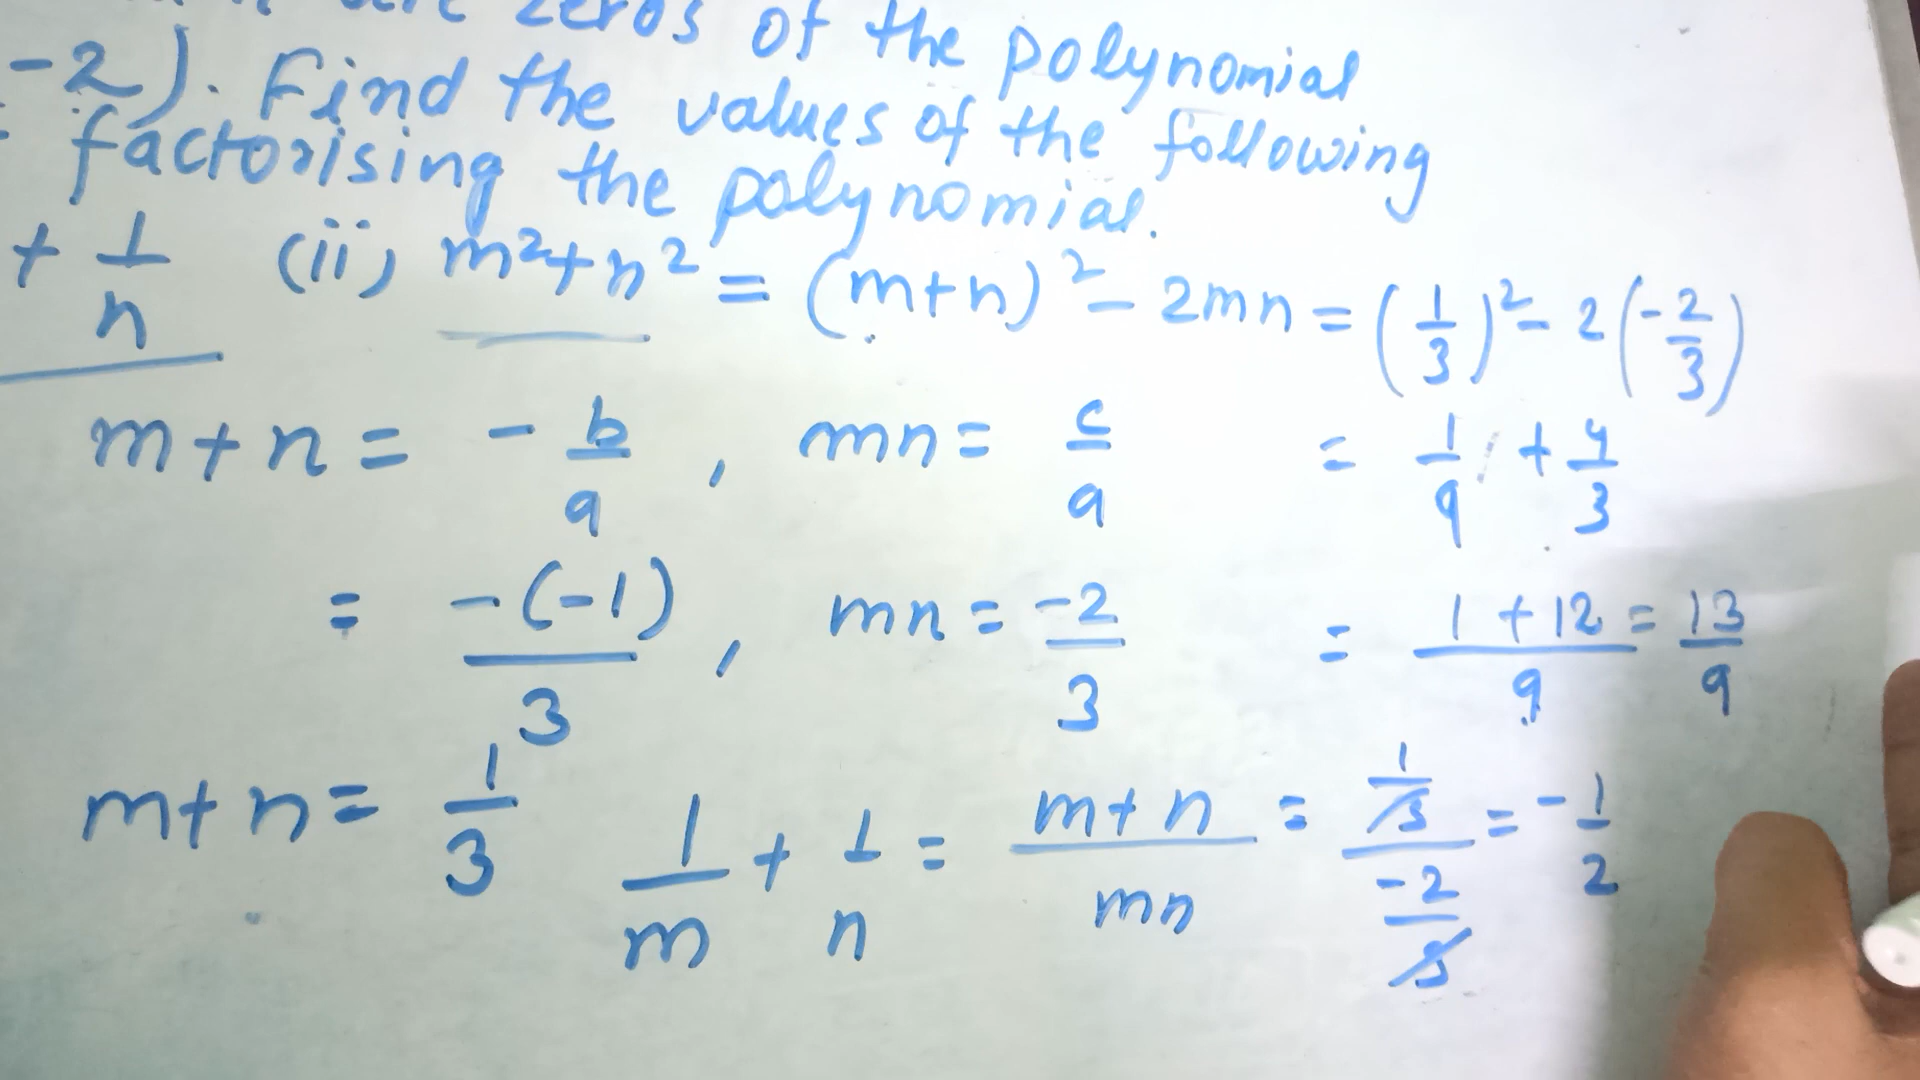 are zeros of the polynomial
-2). Find the values of the following
factorising the polynomial.
+ 1/n (ii) m²+n² = (m+n)² - 2mn = (1/3)² - 2(-2/3)
m+n = - b/a , mn = c/a = 1/9 + 4/3
= -(-1)/3 , mn = -2/3 = 1+12/9 = 13/9
m+n = 1/3 1/m + 1/n = m+n/mn = 1/3/-2/3 = -1/2